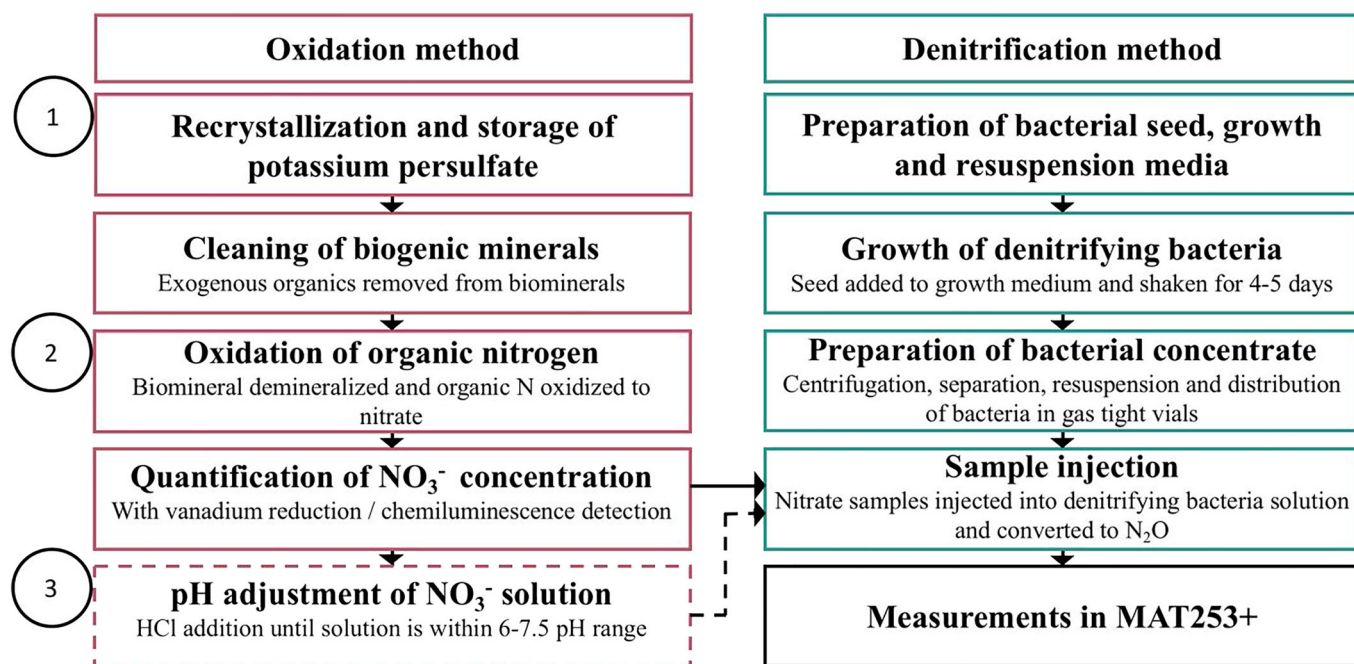 Oxidation method
1
Recrystallization and storage of
potassium persulfate
Cleaning of biogenic minerals
Exogenous organics removed from biominerals
2
Oxidation of organic nitrogen
Biomineral demineralized and organic N oxidized to
nitrate
Quantification of NO₃⁻ concentration
With vanadium reduction / chemiluminescence detection
3
pH adjustment of NO₃⁻ solution
HCl addition until solution is within 6-7.5 pH range
Denitrification method
Preparation of bacterial seed, growth
and resuspension media
Growth of denitrifying bacteria
Seed added to growth medium and shaken for 4-5 days
Preparation of bacterial concentrate
Centrifugation, separation, resuspension and distribution
of bacteria in gas tight vials
Sample injection
Nitrate samples injected into denitrifying bacteria solution
and converted to N₂O
Measurements in MAT253+